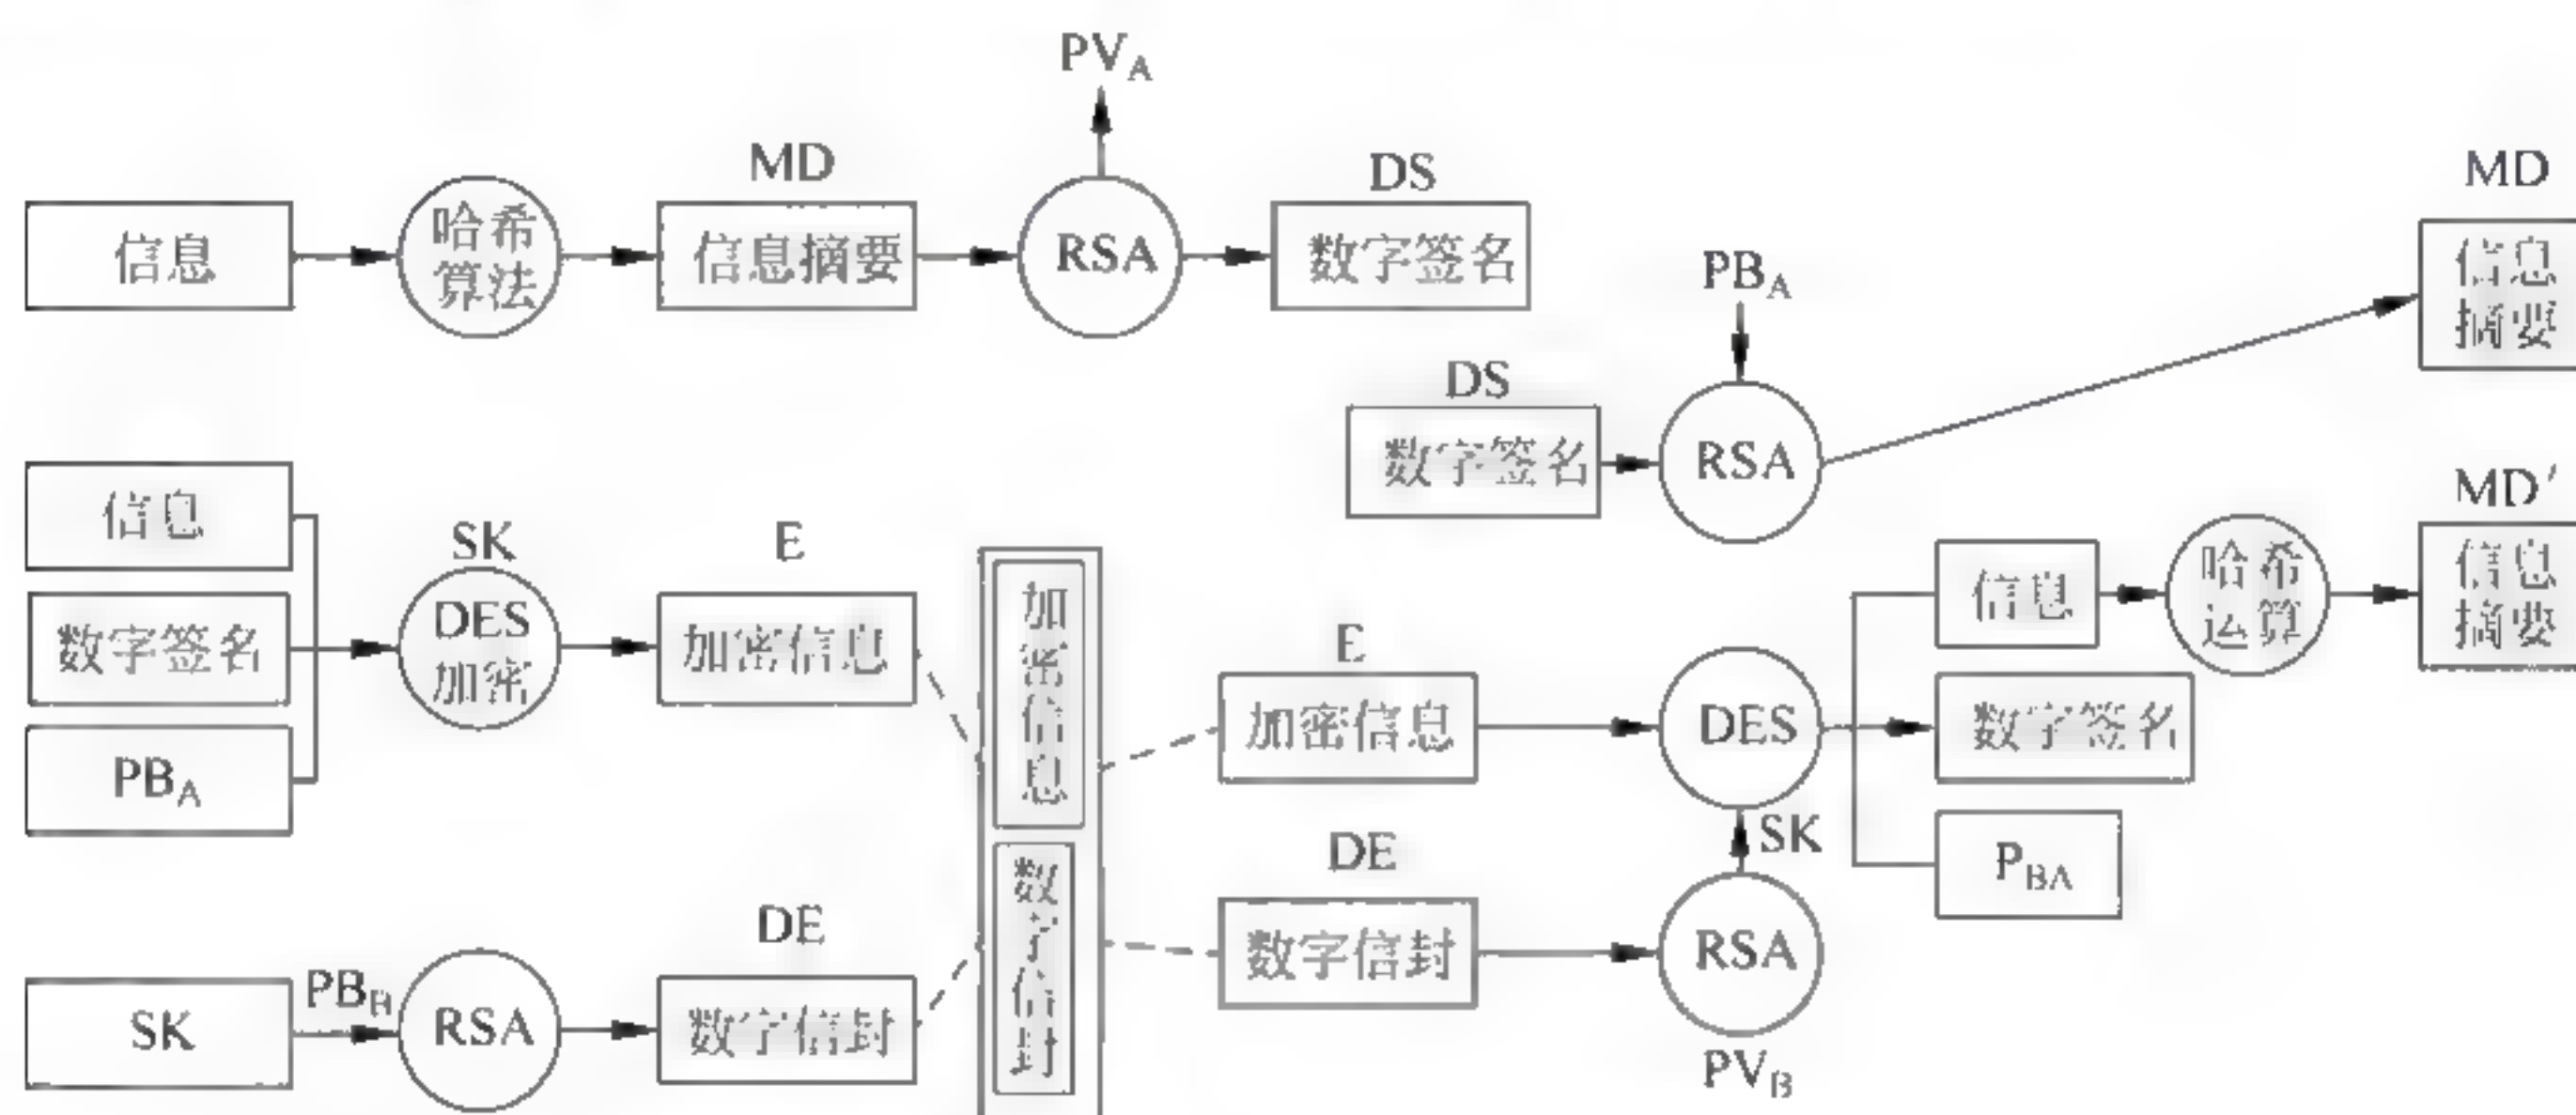 PVA
MD
DS
信息
哈希
算法
信息摘要
RSA
数字签名
MD
信息
摘要
PBA
DS
数字签名
RSA
信息
数字签名
PBA
SK
DES
加密
E
加密信息
加密信息
数字信封
E
加密信息
DES
信息
哈希
运算
MD′
信息
摘要
数字签名
PBA
SK
PBB
RSA
DE
数字信封
DE
数字信封
SK
RSA
PVB